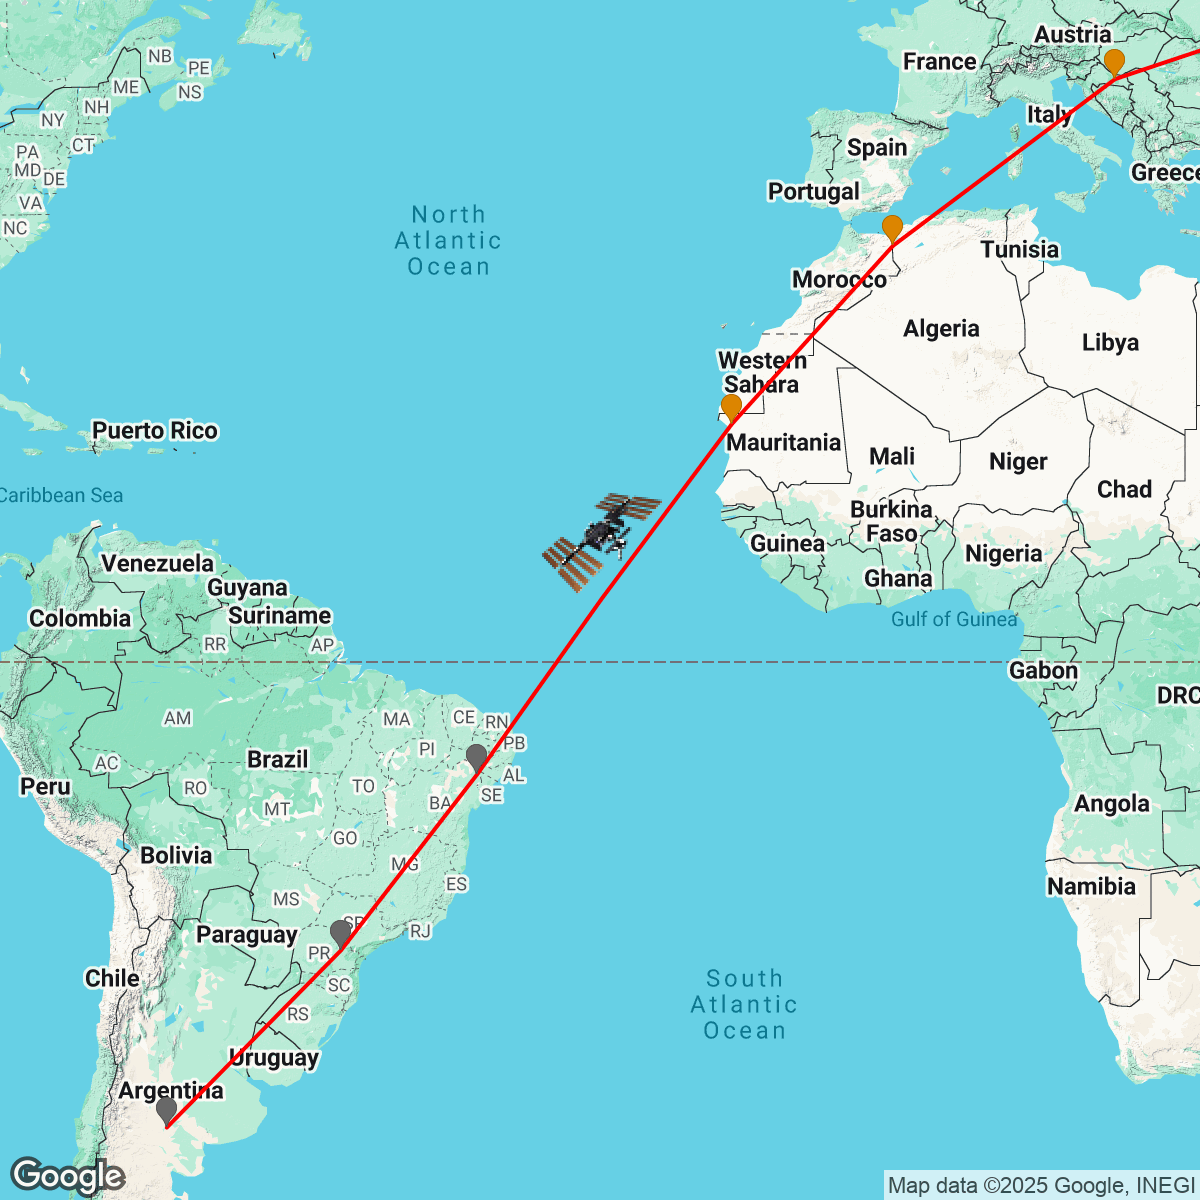 Austria
France
NB
PE
ME
NS
NH
NY
Italy
CT
Spain
PA
MD
DE
Greece
Portugal
VA
NC
North
Atlantic
Ocean
Tunisia
Morocco
Algeria
Libya
Western
Sahara
Puerto Rico
Mauritania
Mali
Niger
Chad
Caribbean Sea
Burkina
Faso
Guinea
Nigeria
Venezuela
Ghana
Guyana
Suriname
Colombia
Gulf of Guinea
RR
AP
Gabon
DRC
AM
MA
CE
RN
PB
PI
Brazil
AC
AL
Peru
RO
TO
SE
BA
MT
Angola
GO
Bolivia
MG
ES
Namibia
MS
SP
RJ
Paraguay
PR
Chile
SC
South
Atlantic
Ocean
RS
Uruguay
Argentina
Google
Map data ©2025 Google, INEGI